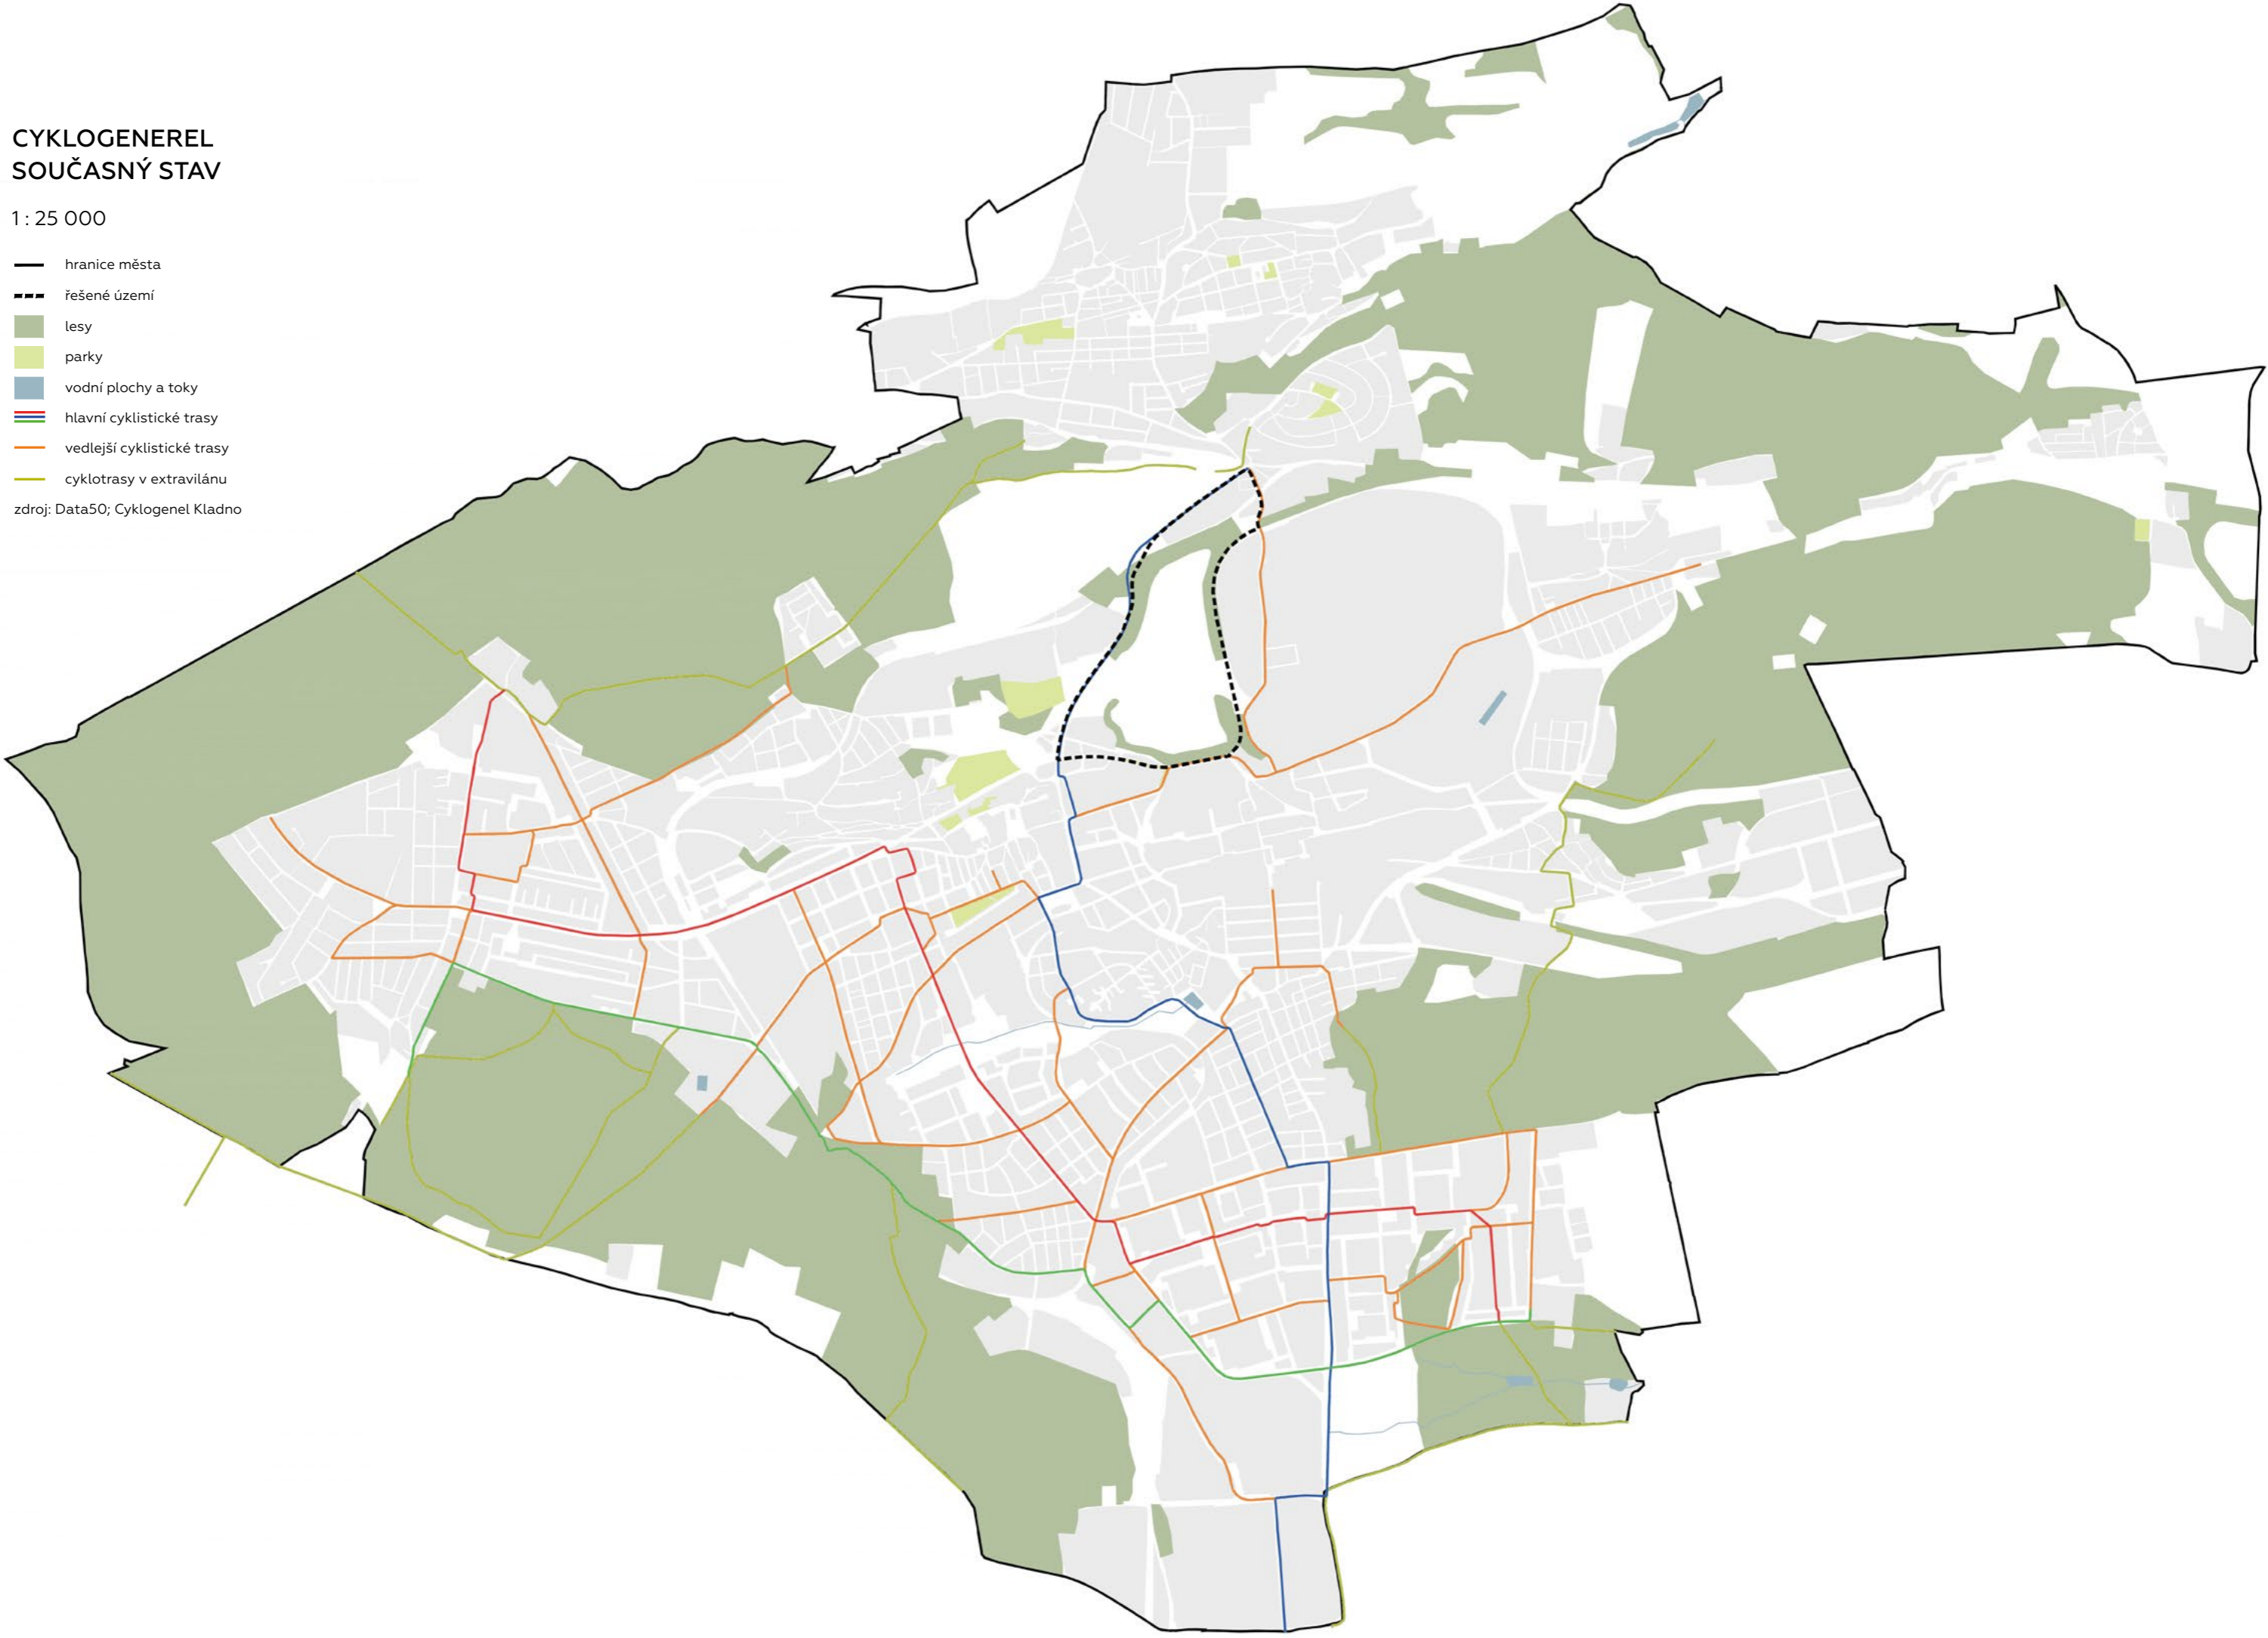 CYKLOGENEREL
SOUČASNÝ STAV
1 : 25 000
hranice města
řešené území
lesy
parky
vodní plochy a toky
hlavní cyklistické trasy
vedlejší cyklistické trasy
cyklotrasy v extravilánu
zdroj: Data50; Cyklogenel Kladno